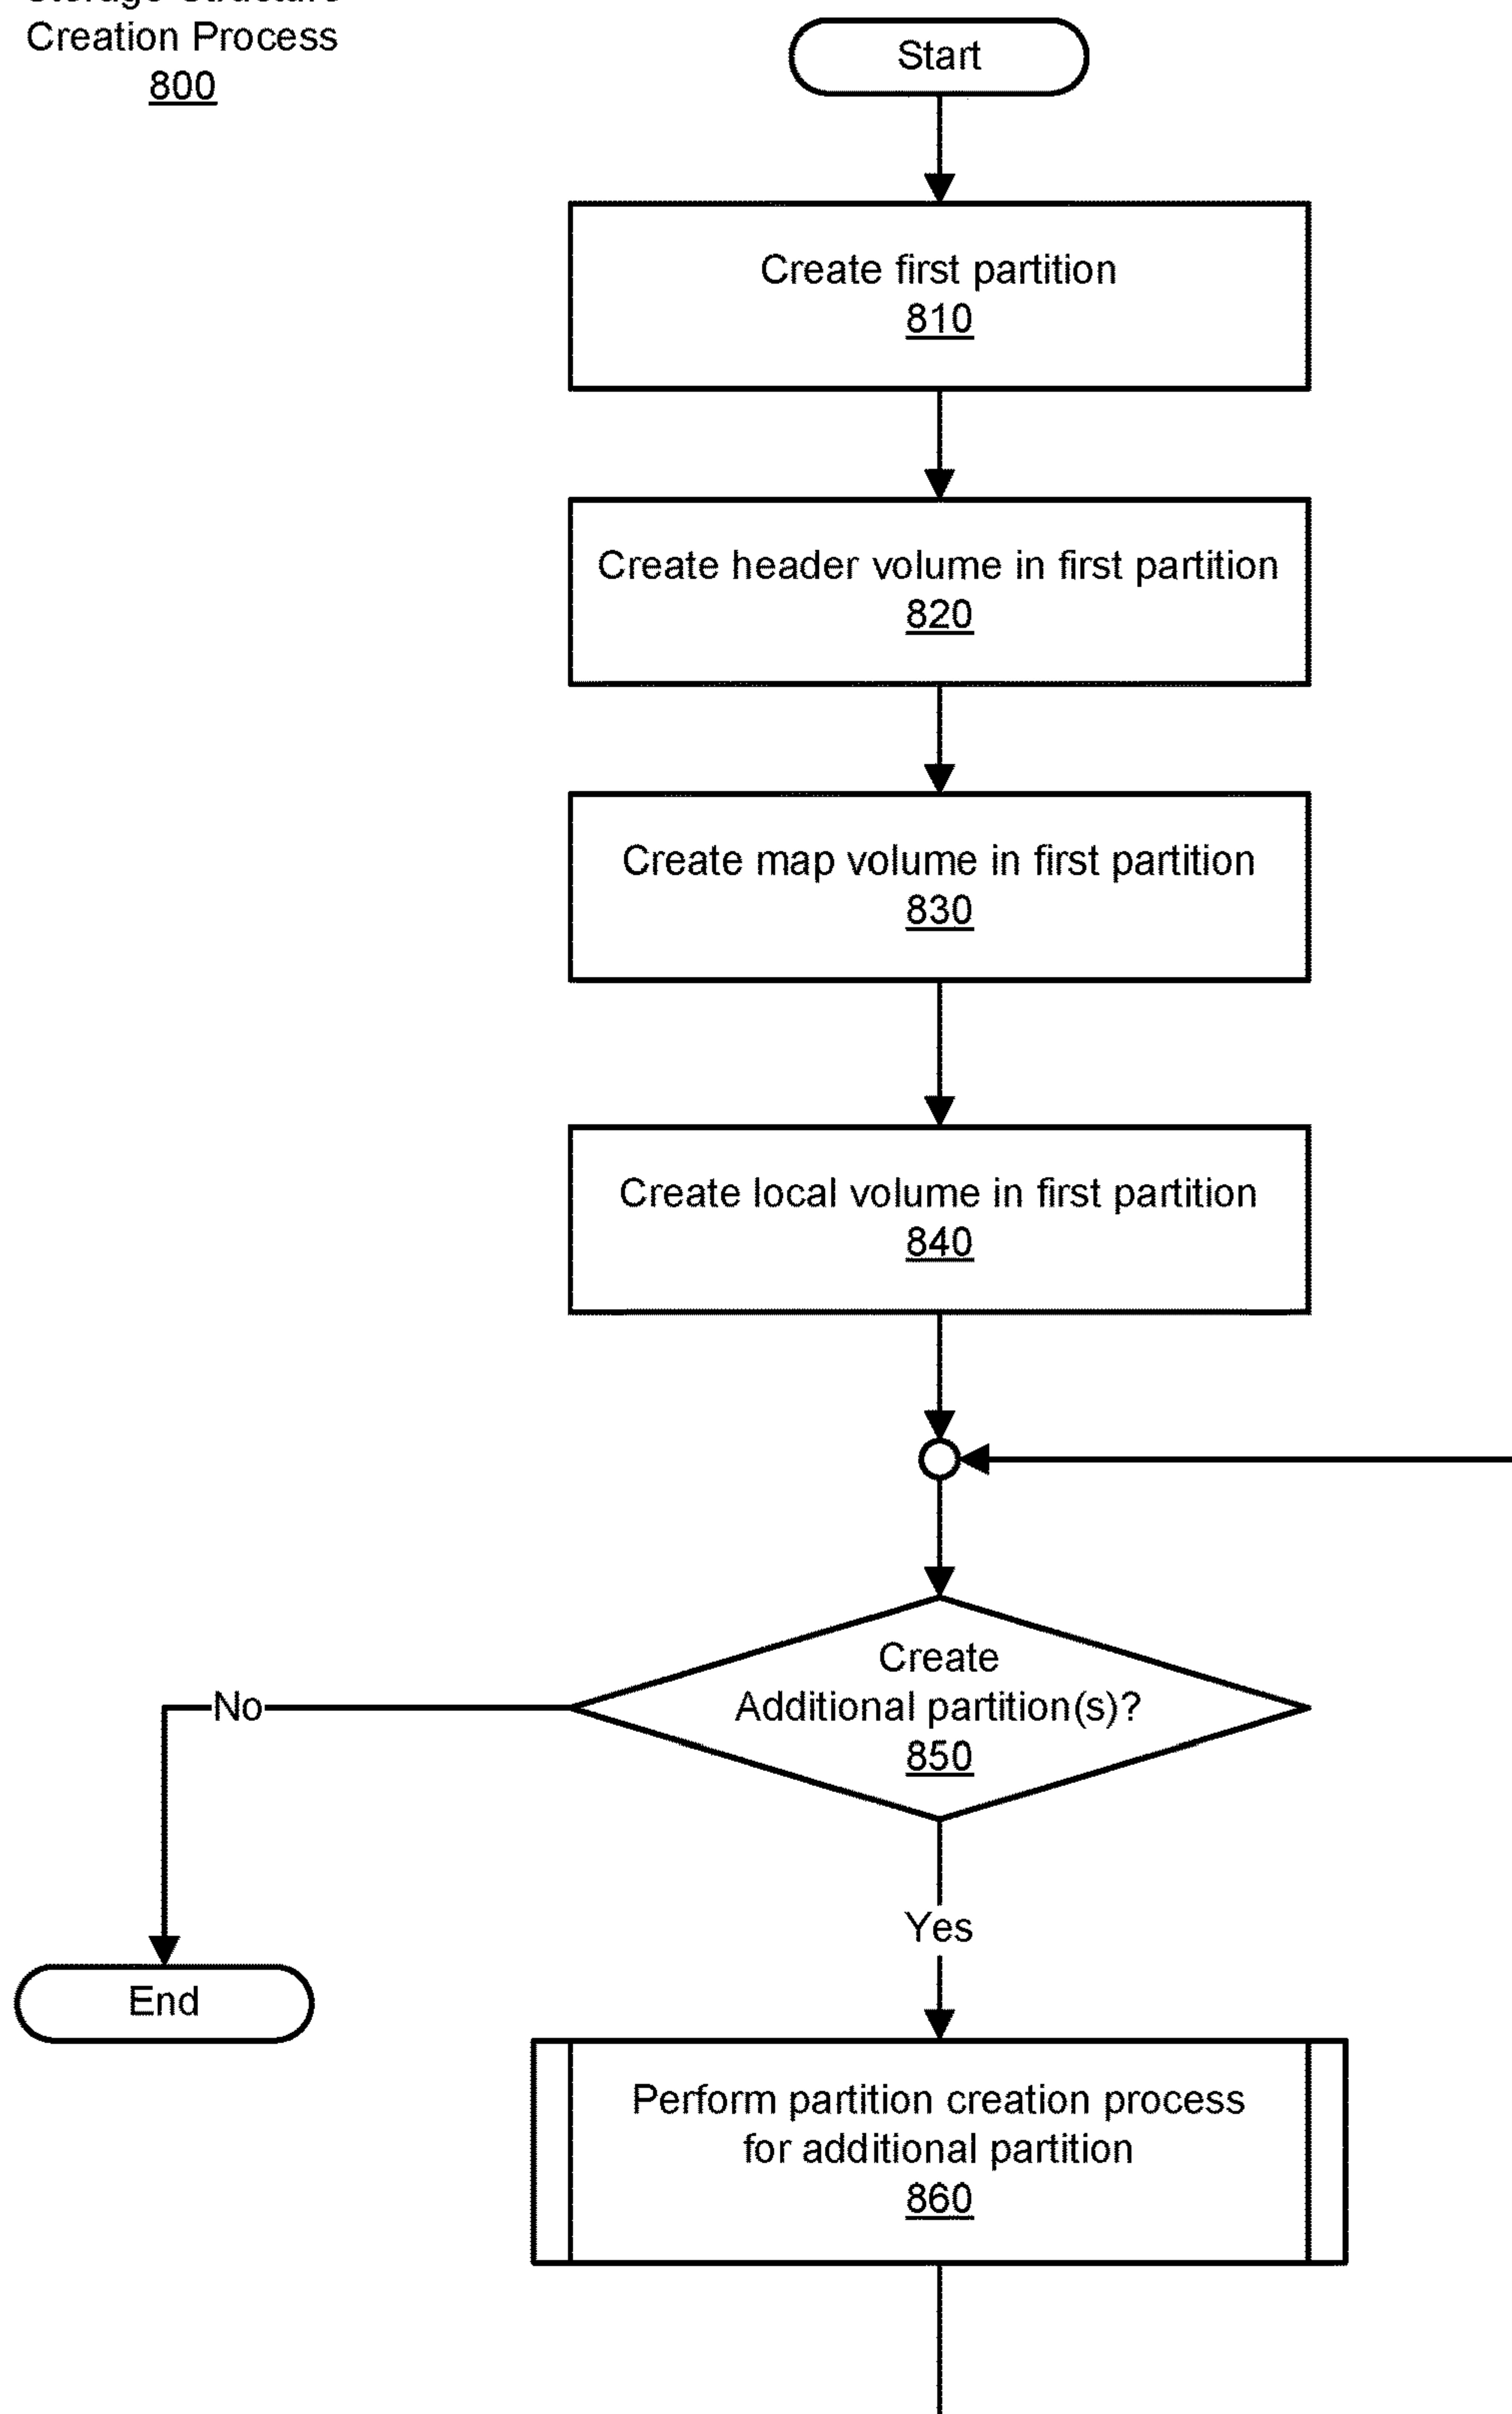 Creation Process
800
Start
Create first partition
810
Create header volume in first partition
820
Create map volume in first partition
830
Create local volume in first partition
840
Create
Additional partition(s)?
850
No
Yes
End
Perform partition creation process
for additional partition
860